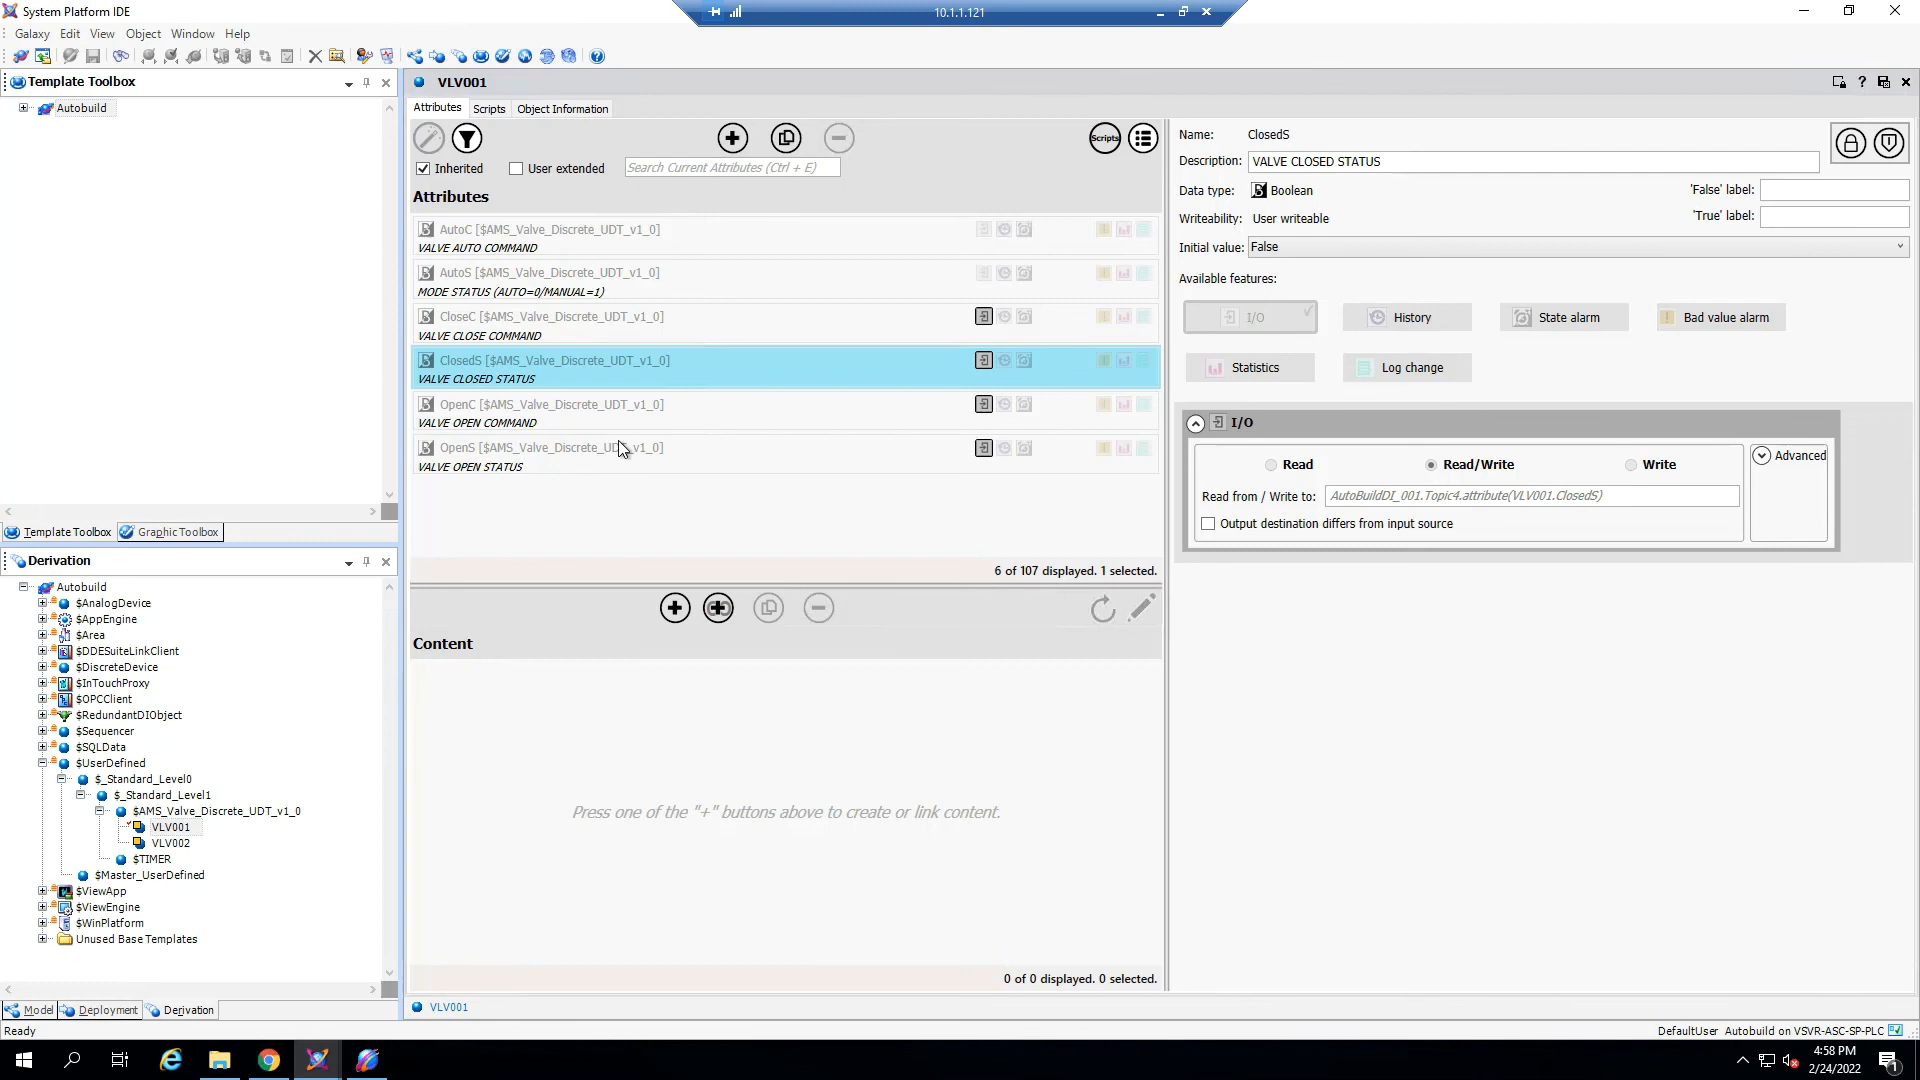 System Platform IDE
10.1.1.121
Galaxy Edit View Object Window Help
Template Toolbox
Autobuild
Template Toolbox Graphic Toolbox
Derivation
Autobuild
$AnalogDevice
$AppEngine
$Area
$DDESuiteLinkClient
$DiscreteDevice
$InTouchProxy
$OPCClient
$RedundantDIObject
$Sequencer
$SQLData
$UserDefined
$_Standard_Level0
$_Standard_Level1
$AMS_Valve_Discrete_UDT_v1_0
VLV001
VLV002
$TIMER
$Master_UserDefined
$ViewApp
$ViewEngine
$WinPlatform
Unused Base Templates
Model Deployment Derivation
Ready
VLV001
Attributes Scripts Object Information
Scripts
Inherited User extended Search Current Attributes (Ctrl + E)
Attributes
AutoC [$AMS_Valve_Discrete_UDT_v1_0]
VALVE AUTO COMMAND
AutoS [$AMS_Valve_Discrete_UDT_v1_0]
MODE STATUS (AUTO=0/MANUAL=1)
CloseC [$AMS_Valve_Discrete_UDT_v1_0]
VALVE CLOSE COMMAND
ClosedS [$AMS_Valve_Discrete_UDT_v1_0]
VALVE CLOSED STATUS
OpenC [$AMS_Valve_Discrete_UDT_v1_0]
VALVE OPEN COMMAND
OpenS [$AMS_Valve_Discrete_UDT_v1_0]
VALVE OPEN STATUS
6 of 107 displayed. 1 selected.
Content
Press one of the "+" buttons above to create or link content.
0 of 0 displayed. 0 selected.
VLV001
Name: ClosedS
Description: VALVE CLOSED STATUS
Data type: Boolean 'False' label:
Writeability: User writeable 'True' label:
Initial value: False
Available features:
I/O History State alarm Bad value alarm
Statistics Log change
I/O
Read Read/Write Write Advanced
Read from / Write to: AutoBuildDI_001.Topic4.attribute(VLV001.ClosedS)
Output destination differs from input source
DefaultUser Autobuild on VSVR-ASC-SP-PLC
4:58 PM
2/24/2022
1